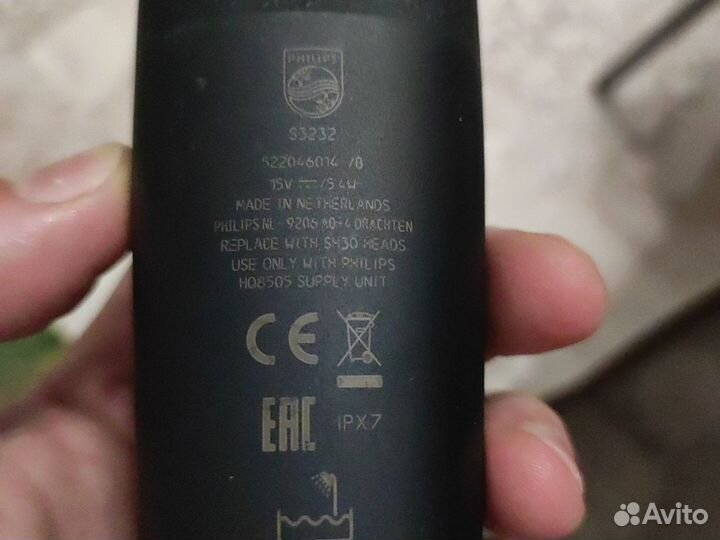 PHILIPS
S3232
522046014 /8
15V ⎓ /5.4W
MADE IN NETHERLANDS
PHILIPS NL - 9206 AD-4 DRACHTEN
REPLACE WITH SH30 HEADS
USE ONLY WITH PHILIPS
HQ8505 SUPPLY UNIT
CE
EAC
IPX7
Avito